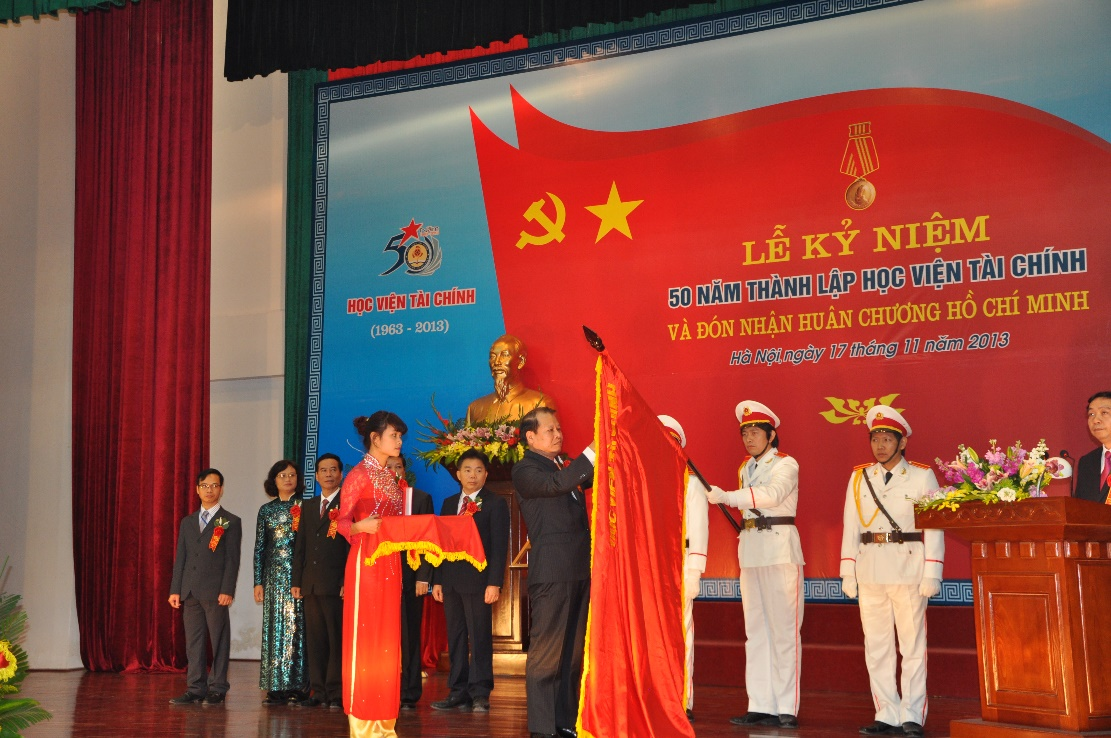 50
HỌC VIỆN TÀI CHÍNH
(1963 - 2013)
LỄ KỶ NIỆM
50 NĂM THÀNH LẬP HỌC VIỆN TÀI CHÍNH
VÀ ĐÓN NHẬN HUÂN CHƯƠNG HỒ CHÍ MINH
Hà Nội, ngày 17 tháng 11 năm 2013